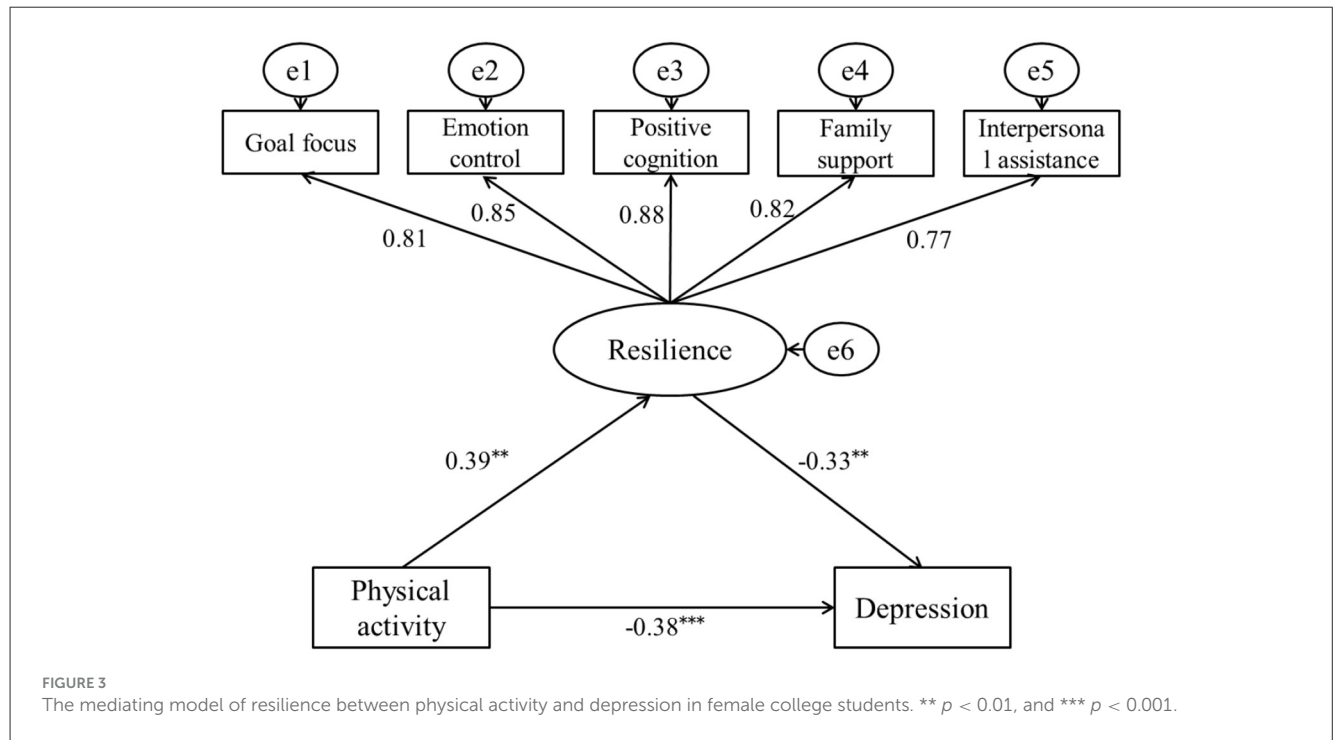 e1
e2
e3
e4
e5
Goal focus
Emotion
control
Positive
cognition
Family
support
Interpersona
l assistance
0.81
0.85
0.88
0.82
0.77
Resilience
e6
0.39**
-0.33**
Physical
activity
-0.38***
Depression
FIGURE 3
The mediating model of resilience between physical activity and depression in female college students. ** p < 0.01, and *** p < 0.001.